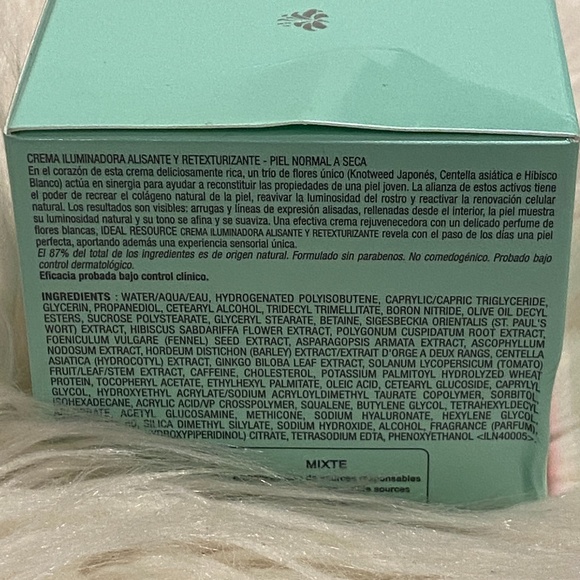 CREMA ILUMINADORA ALISANTE Y RETEXTURIZANTE - PIEL NORMAL A SECA
En el corazón de esta crema deliciosamente rica, un trio de flores único (Knotweed Japonés, Centella asiática e Hibisco
Blanco) actúa en sinergia para ayudar a reconstituir las propiedades de una piel joven. La alianza de estos activos tiene
el poder de recrear el colágeno natural de la piel, reavivar la luminosidad del rostro y reactivar la renovación celular
natural. Los resultados son visibles: arrugas y líneas de expresión alisadas, rellenadas desde el interior, la piel muestra
su luminosidad natural y su tono se afina y se suaviza. Una efectiva crema rejuvenecedora con un delicado perfume de
flores blancas, IDEAL RESOURCE CREMA ILUMINADORA ALISANTE Y RETEXTURIZANTE revela con el paso de los días una piel
perfecta, aportando además una experiencia sensorial única.
El 87% del total de los ingredientes es de origen natural. Formulado sin parabenos. No comedogénico. Probado bajo
control dermatológico.
Eficacia probada bajo control clínico.
INGREDIENTS : WATER/AQUA/EAU, HYDROGENATED POLYISOBUTENE, CAPRYLIC/CAPRIC TRIGLYCERIDE,
GLYCERIN, PROPANEDIOL, CETEARYL ALCOHOL, TRIDECYL TRIMELLITATE, BORON NITRIDE, OLIVE OIL DECYL
ESTERS, SUCROSE POLYSTEARATE, GLYCERYL STEARATE, BETAINE, SIGESBECKIA ORIENTALIS (ST. PAUL'S
WORT) EXTRACT, HIBISCUS SABDARIFFA FLOWER EXTRACT, POLYGONUM CUSPIDATUM ROOT EXTRACT,
FOENICULUM VULGARE (FENNEL) SEED EXTRACT, ASPARAGOPSIS ARMATA EXTRACT, ASCOPHYLLUM
NODOSUM EXTRACT, HORDEUM DISTICHON (BARLEY) EXTRACT/EXTRAIT D'ORGE A DEUX RANGS, CENTELLA
ASIATICA (HYDROCOTYL) EXTRACT, GINKGO BILOBA LEAF EXTRACT, SOLANUM LYCOPERSICUM (TOMATO)
FRUIT/LEAF/STEM EXTRACT, CAFFEINE, CHOLESTEROL, POTASSIUM PALMITOYL HYDROLYZED WHEAT
PROTEIN, TOCOPHERYL ACETATE, ETHYLHEXYL PALMITATE, OLEIC ACID, CETEARYL GLUCOSIDE, CAPRYLYL
GLYCOL, HYDROXYETHYL ACRYLATE/SODIUM ACRYLOYLDIMETHYL TAURATE COPOLYMER, SORBITOL,
ISOHEXADECANE, ACRYLIC ACID/VP CROSSPOLYMER, SQUALENE, BUTYLENE GLYCOL, TETRAHEXYLDECYL
ACETYL GLUCOSAMINE, METHICONE, SODIUM HYALURONATE, HEXYLENE GLYCOL,
SILICA DIMETHYL SILYLATE, SODIUM HYDROXIDE, ALCOHOL, FRAGRANCE (PARFUM),
HYDROXYPIPERIDINOL) CITRATE, TETRASODIUM EDTA, PHENOXYETHANOL <ILN40005>
MIXTE
sources responsables
sources